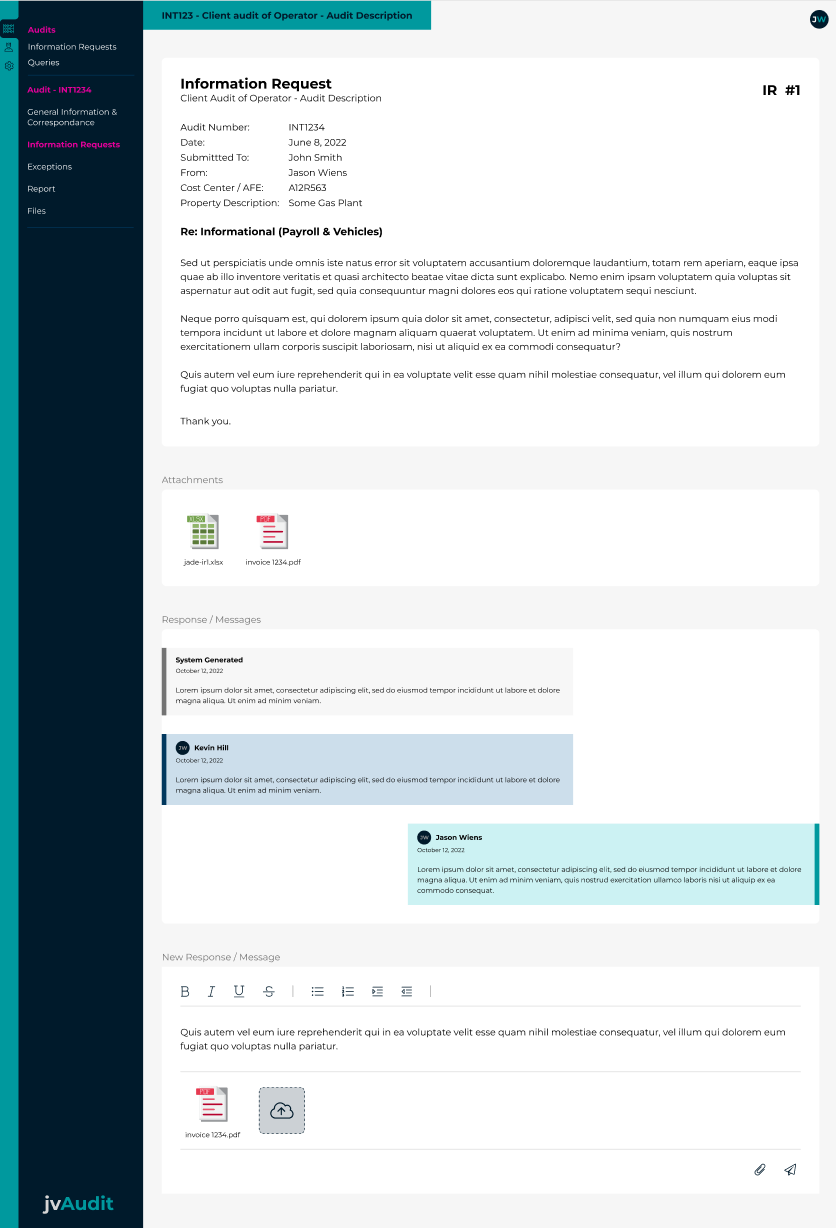 INT123 - Client audit of Operator - Audit Description
JW
Audits
Information Requests
Queries
Audit - INT1234
General Information &
Correspondance
Information Requests
Exceptions
Report
Files
Information Request
Client Audit of Operator - Audit Description
IR #1
Audit Number: INT1234
Date: June 8, 2022
Submittted To: John Smith
From: Jason Wiens
Cost Center / AFE: A12R563
Property Description: Some Gas Plant
Re: Informational (Payroll & Vehicles)
Sed ut perspiciatis unde omnis iste natus error sit voluptatem accusantium doloremque laudantium, totam rem aperiam, eaque ipsa
quae ab illo inventore veritatis et quasi architecto beatae vitae dicta sunt explicabo. Nemo enim ipsam voluptatem quia voluptas sit
aspernatur aut odit aut fugit, sed quia consequuntur magni dolores eos qui ratione voluptatem sequi nesciunt.
Neque porro quisquam est, qui dolorem ipsum quia dolor sit amet, consectetur, adipisci velit, sed quia non numquam eius modi
tempora incidunt ut labore et dolore magnam aliquam quaerat voluptatem. Ut enim ad minima veniam, quis nostrum
exercitationem ullam corporis suscipit laboriosam, nisi ut aliquid ex ea commodi consequatur?
Quis autem vel eum iure reprehenderit qui in ea voluptate velit esse quam nihil molestiae consequatur, vel illum qui dolorem eum
fugiat quo voluptas nulla pariatur.
Thank you.
Attachments
XLSX
PDF
jade-ir1.xlsx
invoice 1234.pdf
Response / Messages
System Generated
October 12, 2022
Lorem ipsum dolor sit amet, consectetur adipiscing elit, sed do eiusmod tempor incididunt ut labore et dolore
magna aliqua. Ut enim ad minim veniam.
JW Kevin Hill
October 12, 2022
Lorem ipsum dolor sit amet, consectetur adipiscing elit, sed do eiusmod tempor incididunt ut labore et dolore
magna aliqua. Ut enim ad minim veniam.
JW Jason Wiens
October 12, 2022
Lorem ipsum dolor sit amet, consectetur adipiscing elit, sed do eiusmod tempor incididunt ut labore et dolore
magna aliqua. Ut enim ad minim veniam, quis nostrud exercitation ullamco laboris nisi ut aliquip ex ea
commodo consequat.
New Response / Message
B I U S
Quis autem vel eum iure reprehenderit qui in ea voluptate velit esse quam nihil molestiae consequatur, vel illum qui dolorem eum
fugiat quo voluptas nulla pariatur.
PDF
invoice 1234.pdf
jvAudit